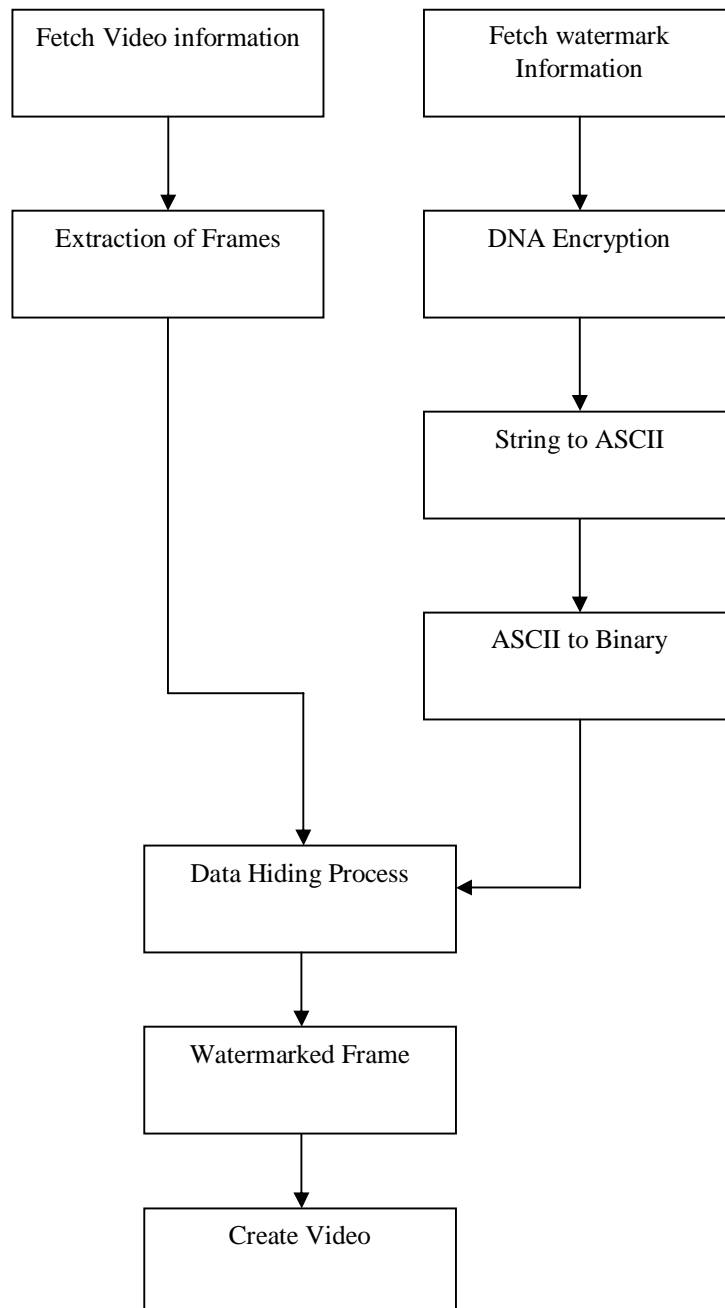 Fetch Video information
Fetch watermark
Information
Extraction of Frames
DNA Encryption
String to ASCII
ASCII to Binary
Data Hiding Process
Watermarked Frame
Create Video